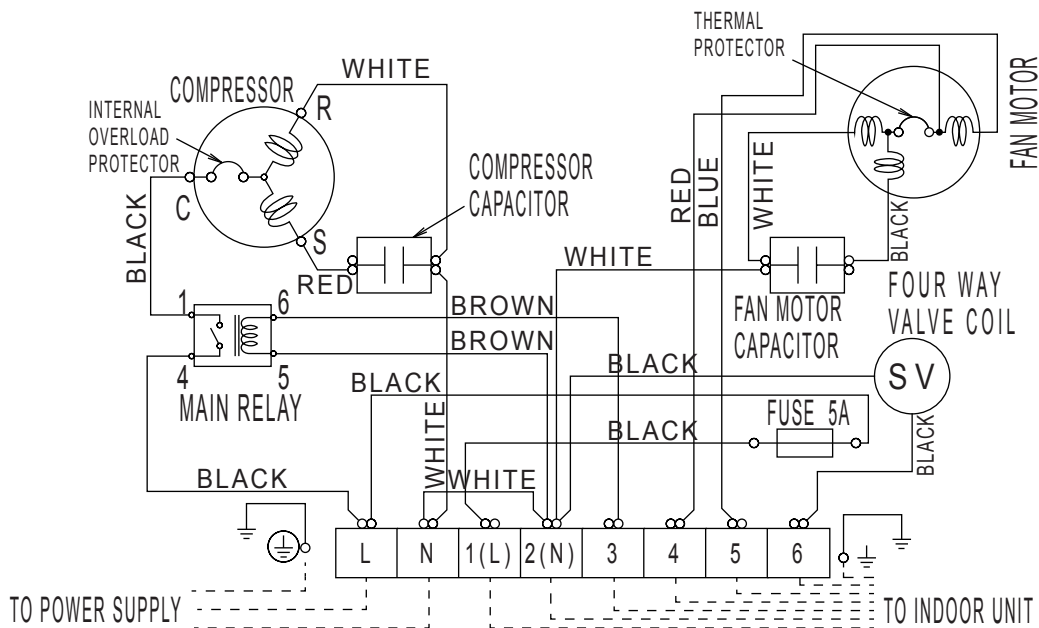 THERMAL
PROTECTOR
FAN MOTOR
WHITE
COMPRESSOR
R
INTERNAL
OVERLOAD
PROTECTOR
C
S
COMPRESSOR
CAPACITOR
BLACK
RED
RED
BLUE
WHITE
BLACK
WHITE
FAN MOTOR
CAPACITOR
FOUR WAY
VALVE COIL
SV
1
6
4
5
MAIN RELAY
BROWN
BROWN
BLACK
BLACK
FUSE 5A
BLACK
BLACK
WHITE
WHITE
BLACK
L
N
1(L)
2(N)
3
4
5
6
TO POWER SUPPLY
TO INDOOR UNIT